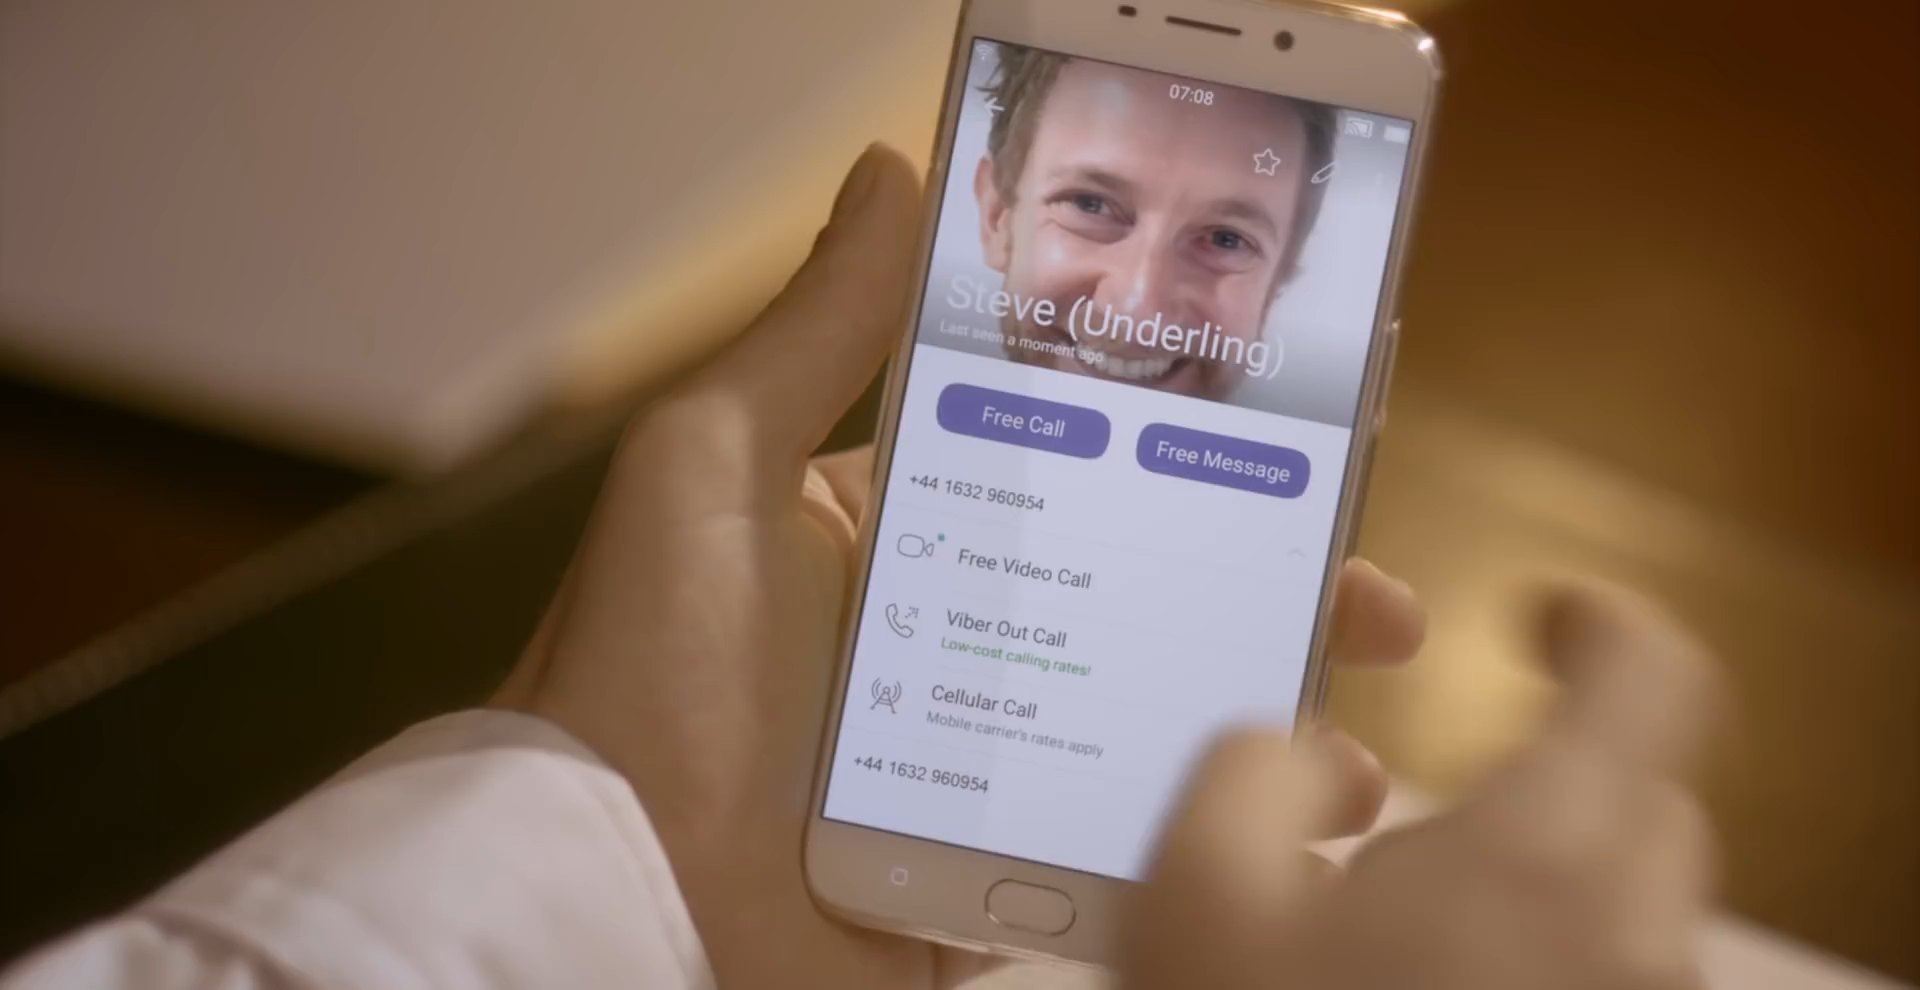 07:08
Steve (Underling)
Last seen a moment ago
Free Call
Free Message
+44 1632 960954
Free Video Call
Viber Out Call
Low-cost calling rates!
Cellular Call
Mobile carrier's rates apply
+44 1632 960954